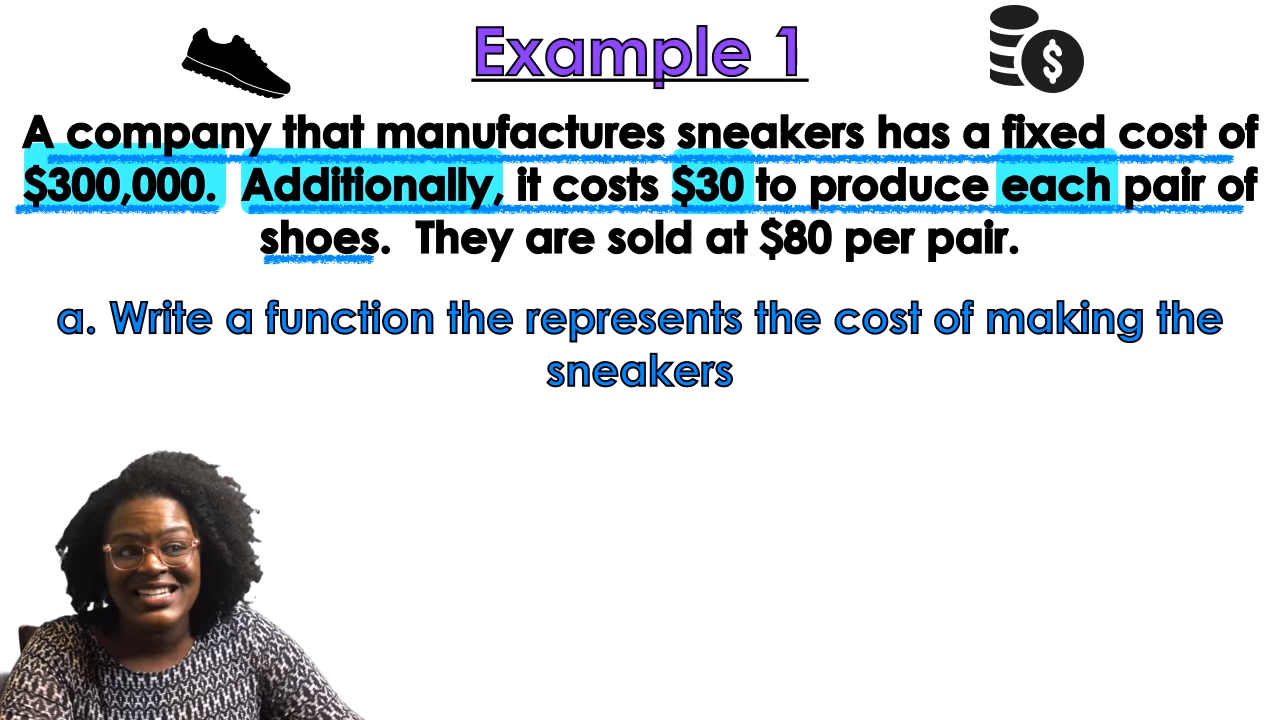 Example 1
$
A company that manufactures sneakers has a fixed cost of
$300,000. Additionally, it costs $30 to produce each pair of
shoes. They are sold at $80 per pair.
a. Write a function the represents the cost of making the
sneakers